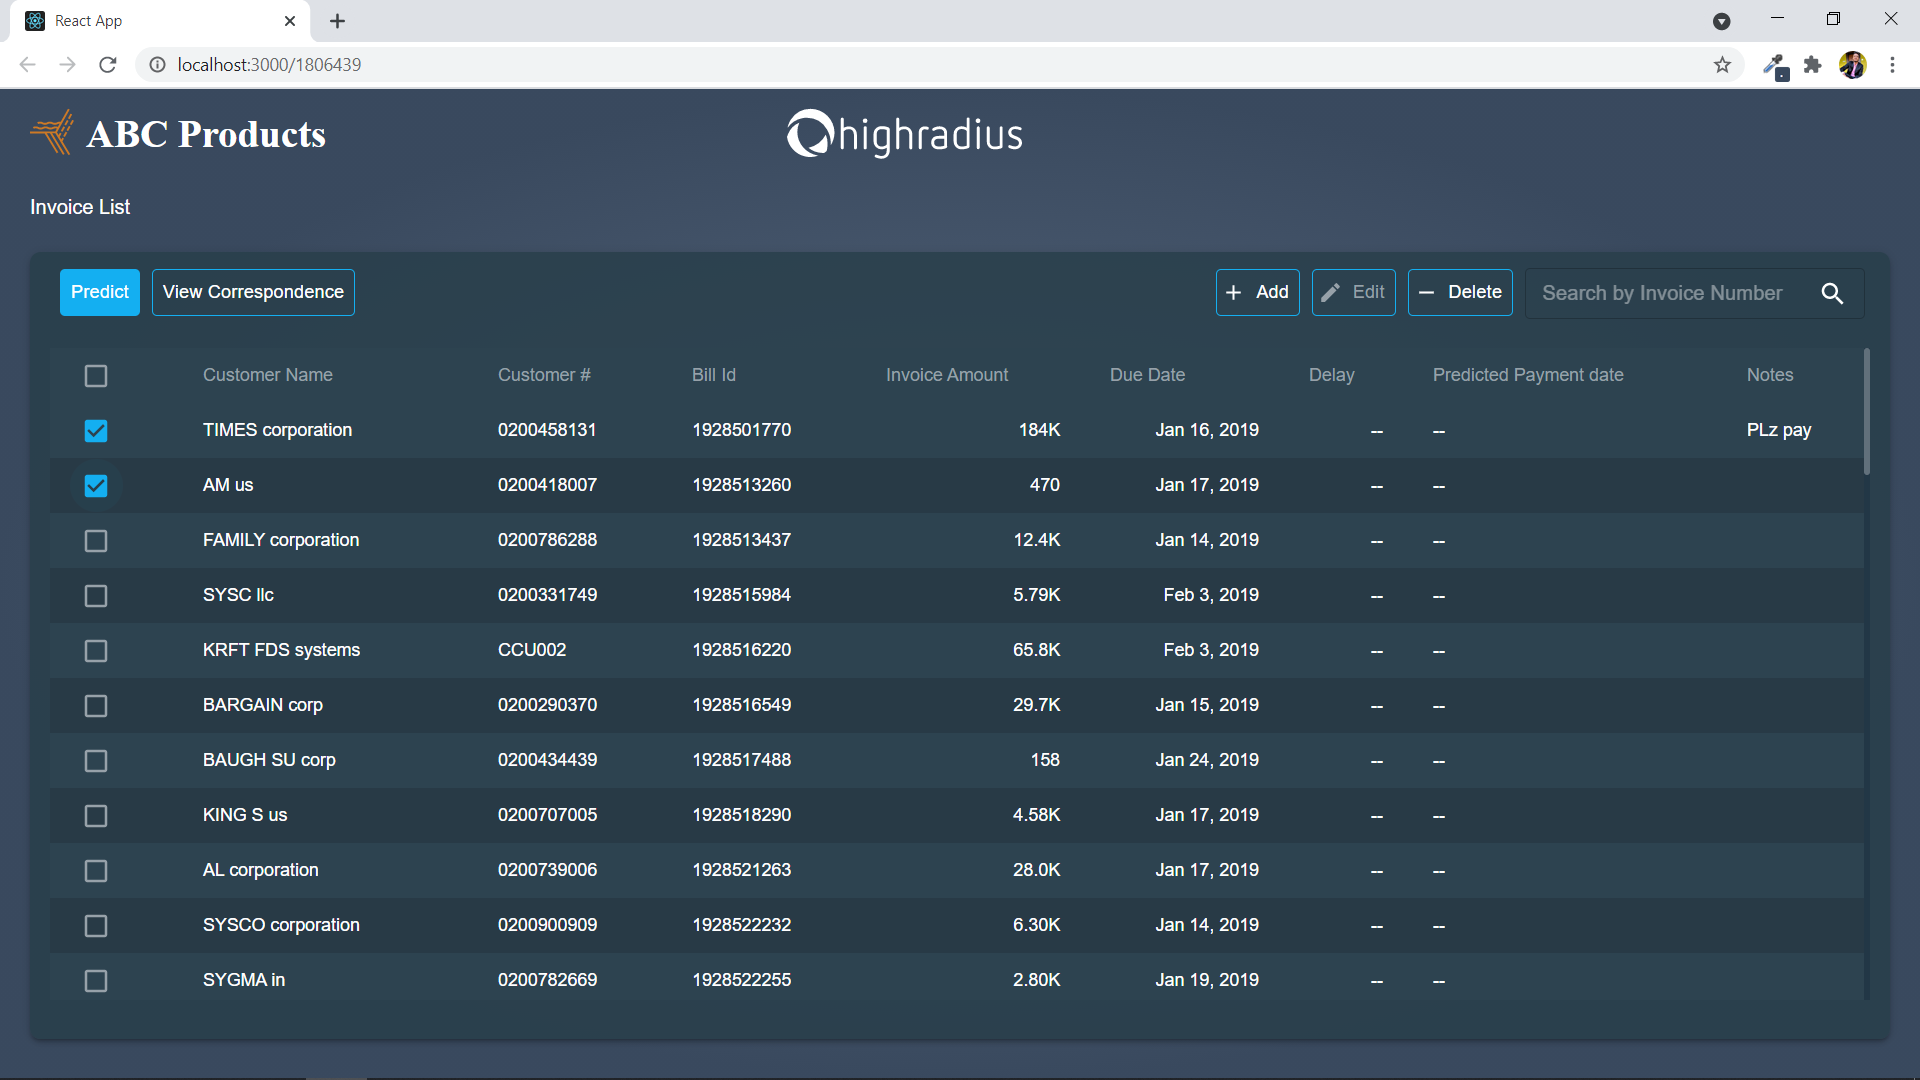 React App
localhost:3000/1806439
ABC Products
highradius
Invoice List
Predict View Correspondence Add Edit Delete Search by Invoice Number
Customer Name Customer # Bill Id Invoice Amount Due Date Delay Predicted Payment date Notes
TIMES corporation 0200458131 1928501770 184K Jan 16, 2019 -- -- PLz pay
AM us 0200418007 1928513260 470 Jan 17, 2019 -- --
FAMILY corporation 0200786288 1928513437 12.4K Jan 14, 2019 -- --
SYSC llc 0200331749 1928515984 5.79K Feb 3, 2019 -- --
KRFT FDS systems CCU002 1928516220 65.8K Feb 3, 2019 -- --
BARGAIN corp 0200290370 1928516549 29.7K Jan 15, 2019 -- --
BAUGH SU corp 0200434439 1928517488 158 Jan 24, 2019 -- --
KING S us 0200707005 1928518290 4.58K Jan 17, 2019 -- --
AL corporation 0200739006 1928521263 28.0K Jan 17, 2019 -- --
SYSCO corporation 0200900909 1928522232 6.30K Jan 14, 2019 -- --
SYGMA in 0200782669 1928522255 2.80K Jan 19, 2019 -- --